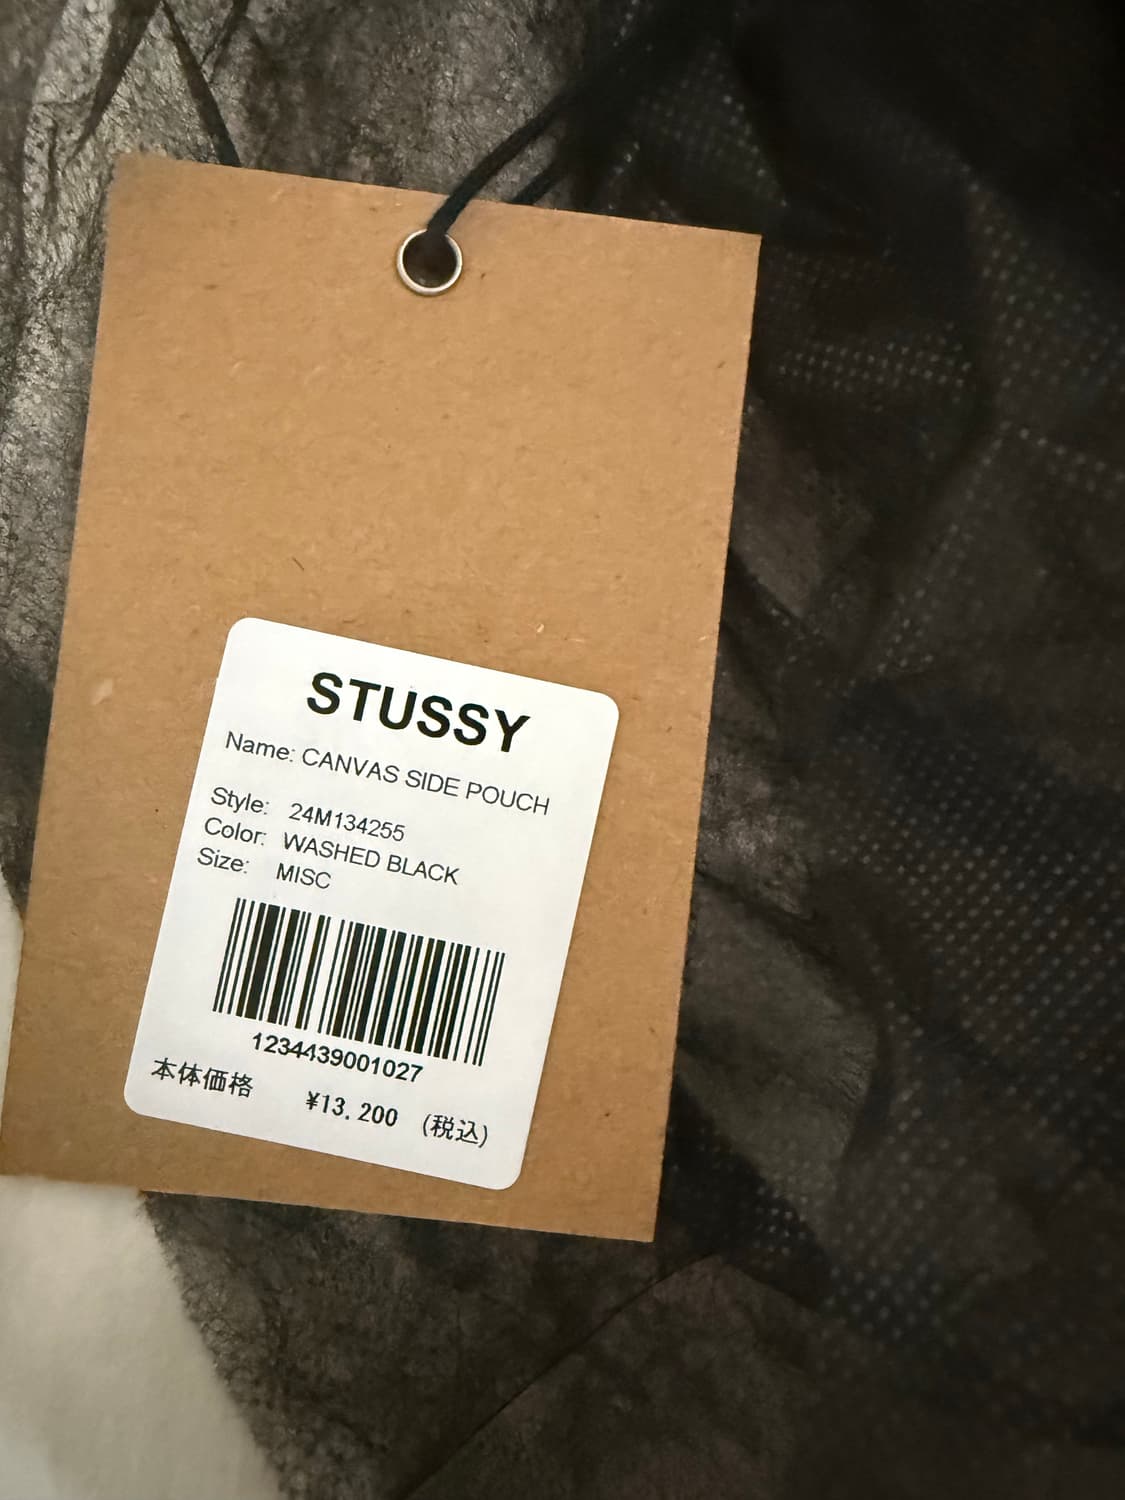 STUSSY
Name: CANVAS SIDE POUCH
Style: 24M134255
Color: WASHED BLACK
Size: MISC
1234439001027
本体価格 ¥13.200 (税込)